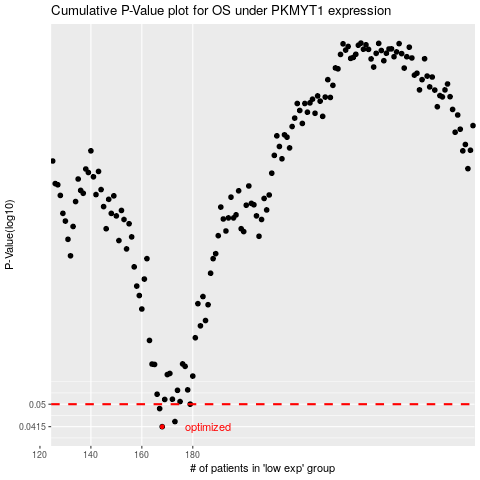 Cumulative P-Value plot for OS under PKMYT1 expression
P-Value(log10)
0.05
0.0415
optimized
120
140
160
180
# of patients in 'low exp' group